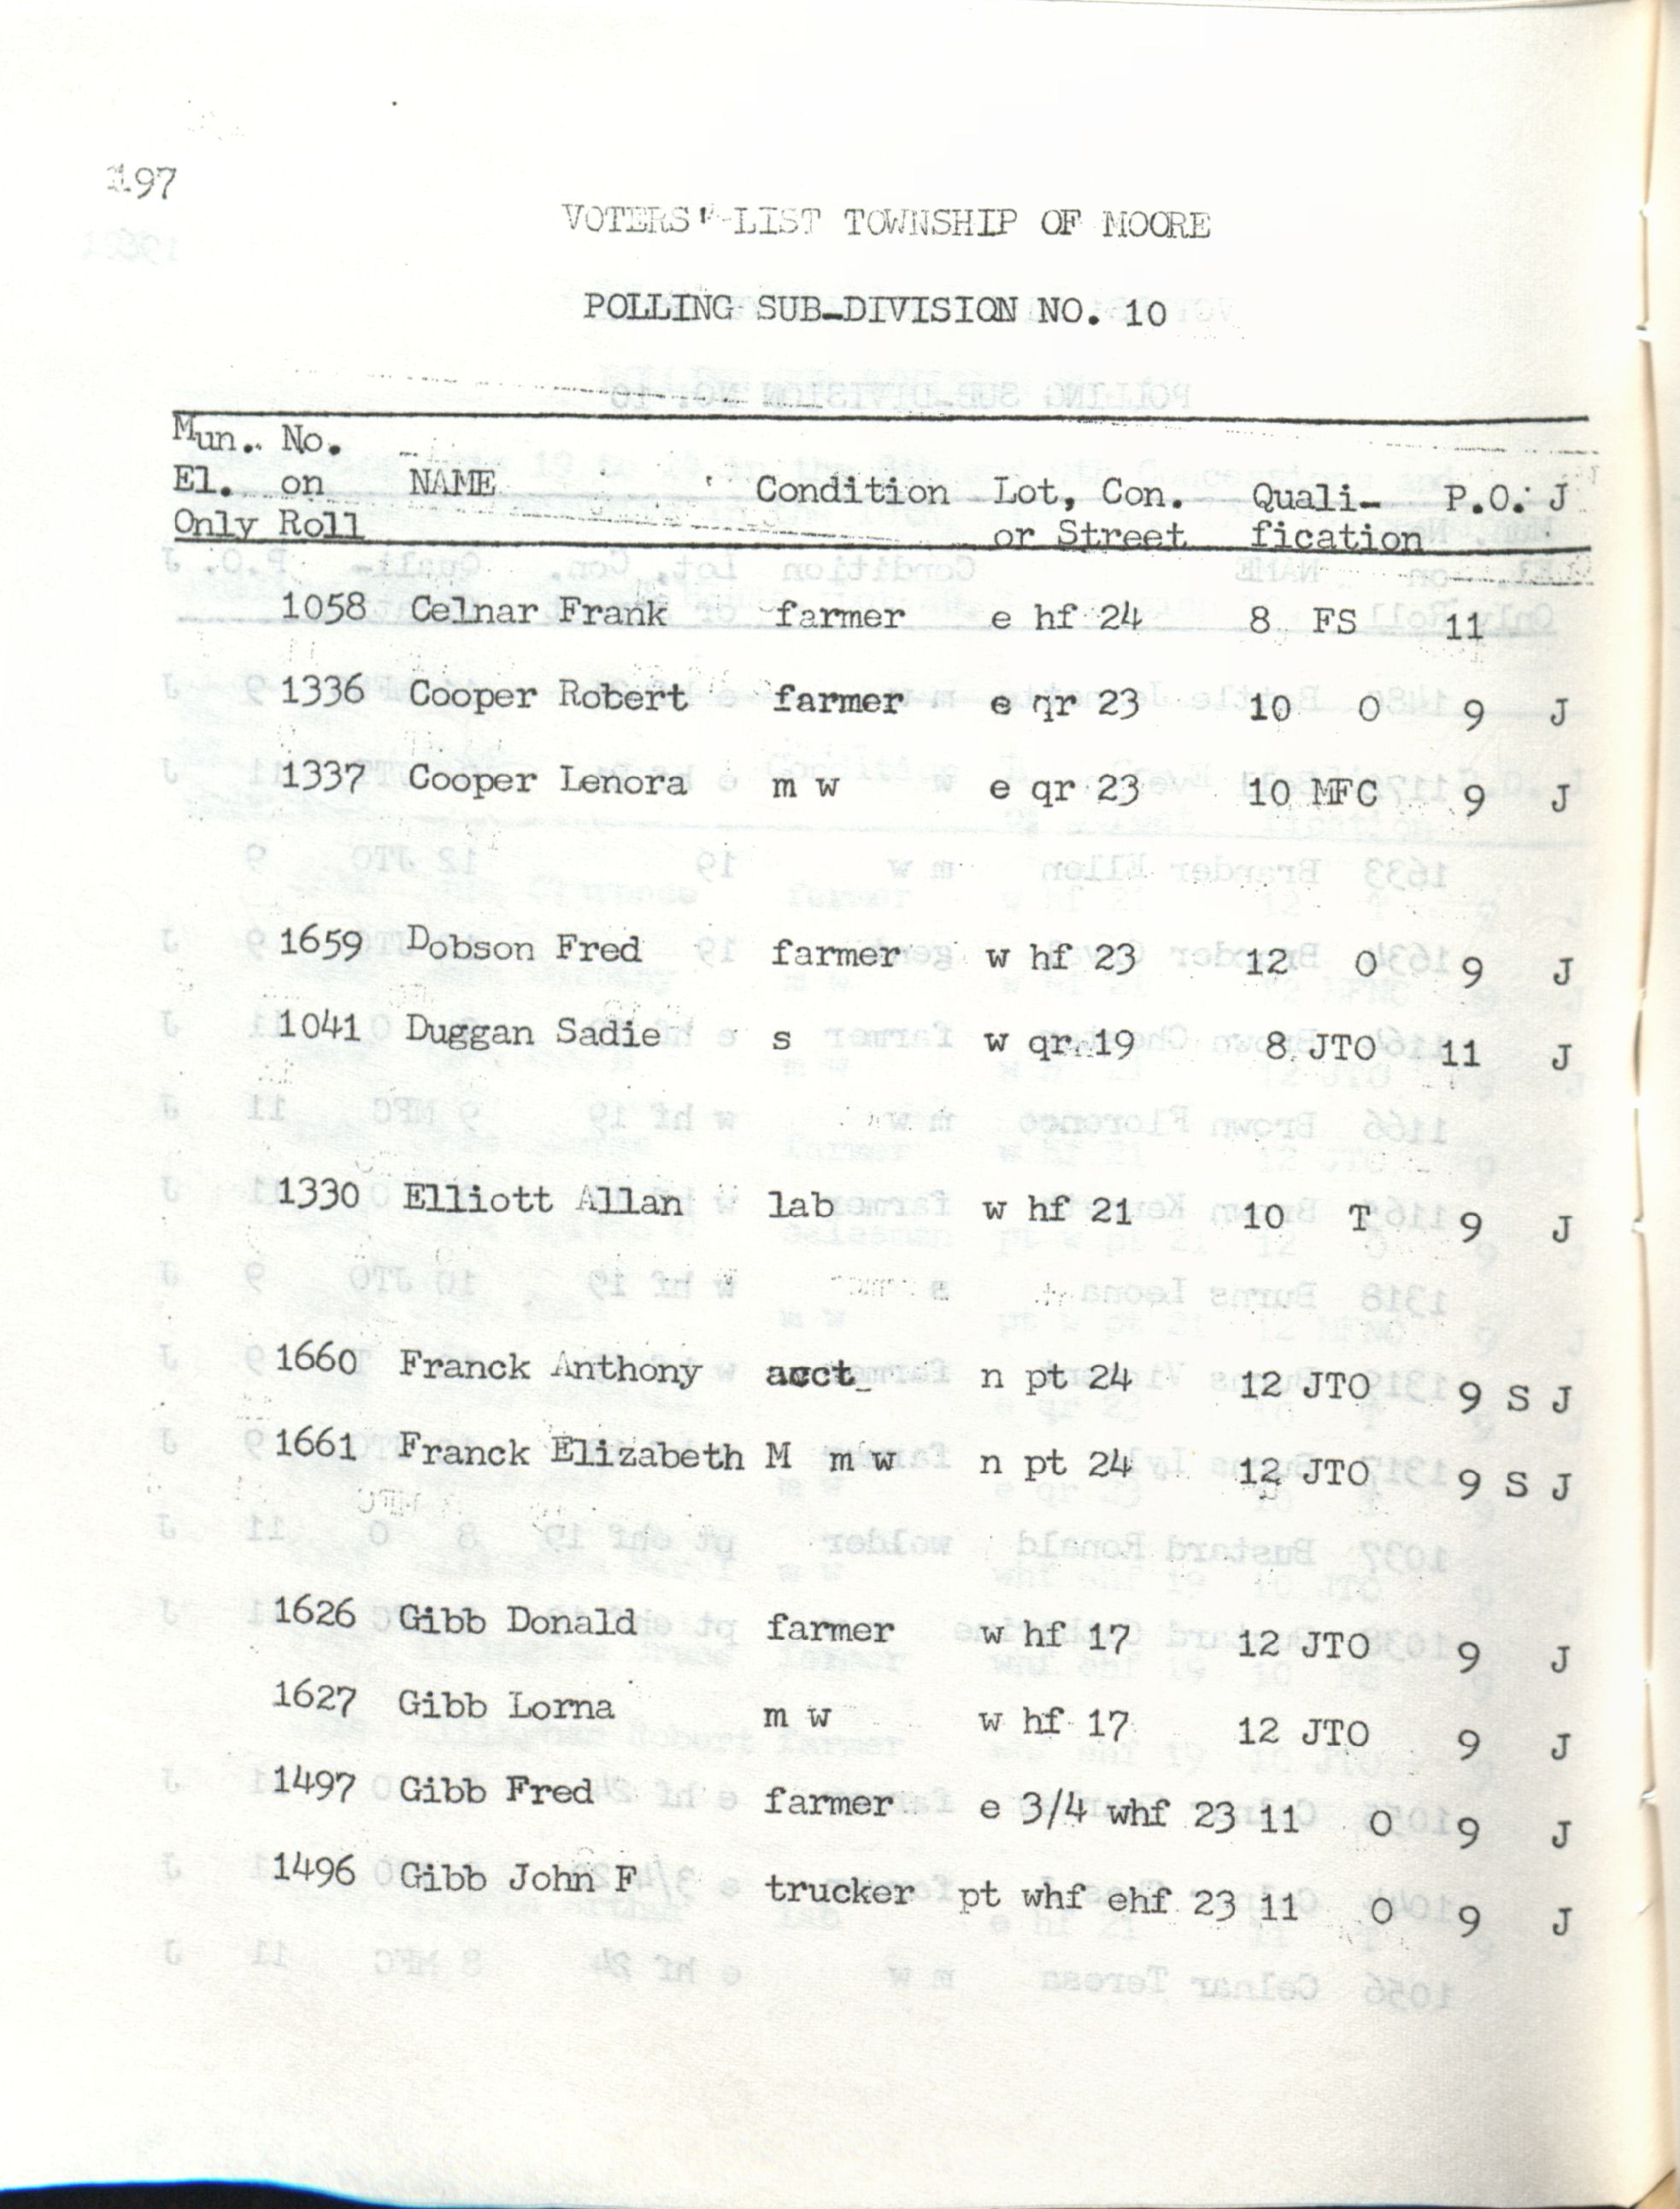 197
VOTERS' LIST TOWNSHIP OF MOORE
POLLING SUB-DIVISION NO. 10
Mun. No.
El. on NAME Condition Lot, Con. Quali- P.O. J
Only Roll or Street fication
1058 Celnar Frank farmer e hf 24 8 FS 11
1336 Cooper Robert farmer e qr 23 10 O 9 J
1337 Cooper Lenora m w e qr 23 10 MFC 9 J
1659 Dobson Fred farmer w hf 23 12 O 9 J
1041 Duggan Sadie s w qr 19 8 JTO 11 J
1330 Elliott Allan lab w hf 21 10 T 9 J
1660 Franck Anthony acct n pt 24 12 JTO 9 S J
1661 Franck Elizabeth M m w n pt 24 12 JTO 9 S J
1626 Gibb Donald farmer w hf 17 12 JTO 9 J
1627 Gibb Lorna m w w hf 17 12 JTO 9 J
1497 Gibb Fred farmer e 3/4 whf 23 11 O 9 J
1496 Gibb John F trucker pt whf ehf 23 11 O 9 J